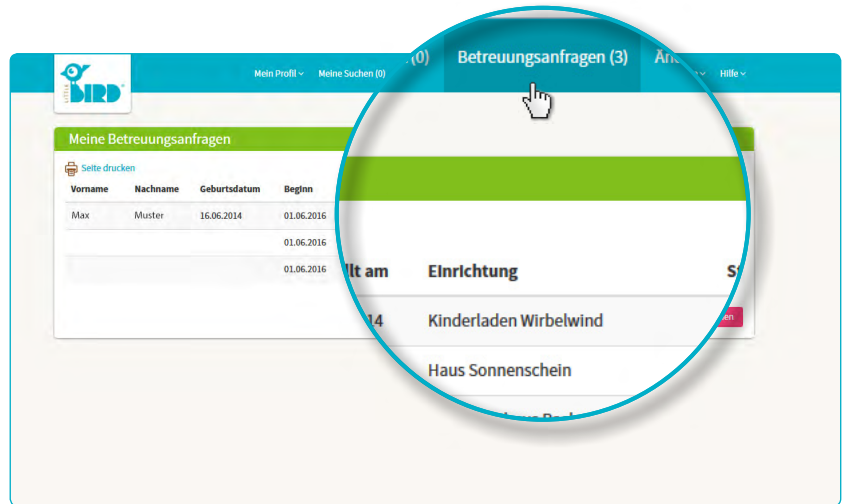 LITTLE BIRD
Mein Profil Meine Suchen (0) (0) Betreuungsanfragen (3) Hilfe
Meine Betreuungsanfragen
Seite drucken
Vorname Nachname Geburtsdatum Beginn
Max Muster 16.06.2014 01.06.2016
01.06.2016
01.06.2016
llt am Einrichtung
14 Kinderladen Wirbelwind
Haus Sonnenschein